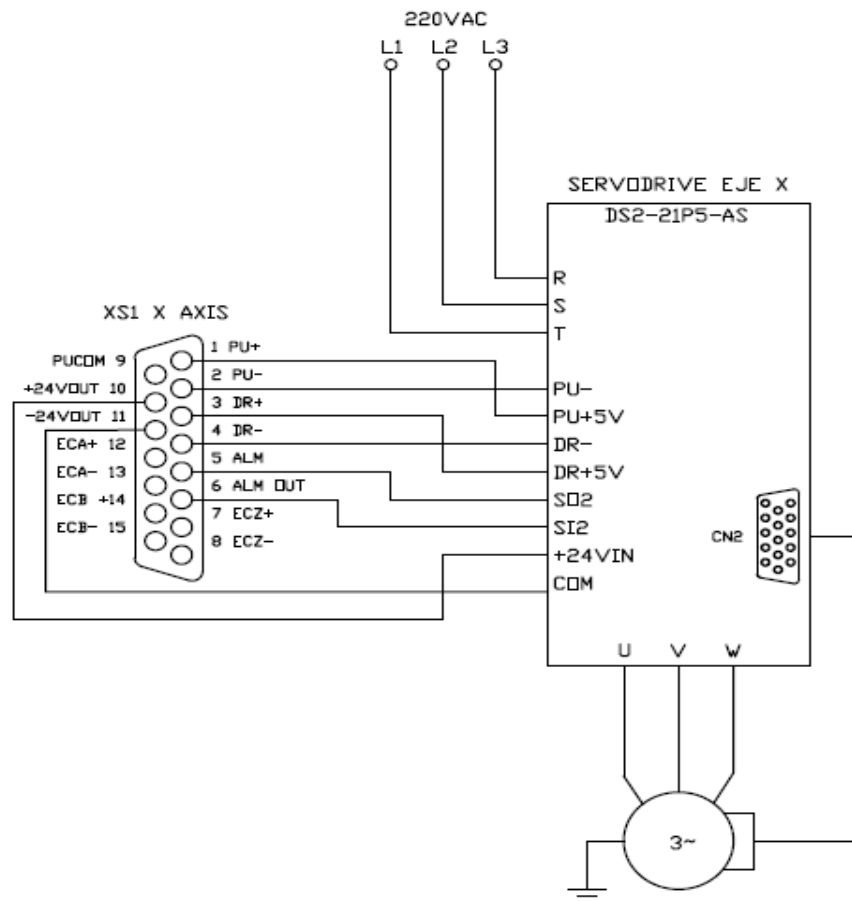 220VAC
L1 L2 L3
SERVODRIVE EJE X
DS2-21P5-AS
R
S
T
XS1 X AXIS
1 PU+
PUCOM 9
2 PU-
+24VOUT 10
3 DR+
-24VOUT 11
4 DR-
ECA+ 12
5 ALM
ECA- 13
6 ALM OUT
ECB +14
7 ECZ+
ECB- 15
8 ECZ-
PU-
PU+5V
DR-
DR+5V
SO2
SI2
+24VIN
COM
CN2
U V W
3~